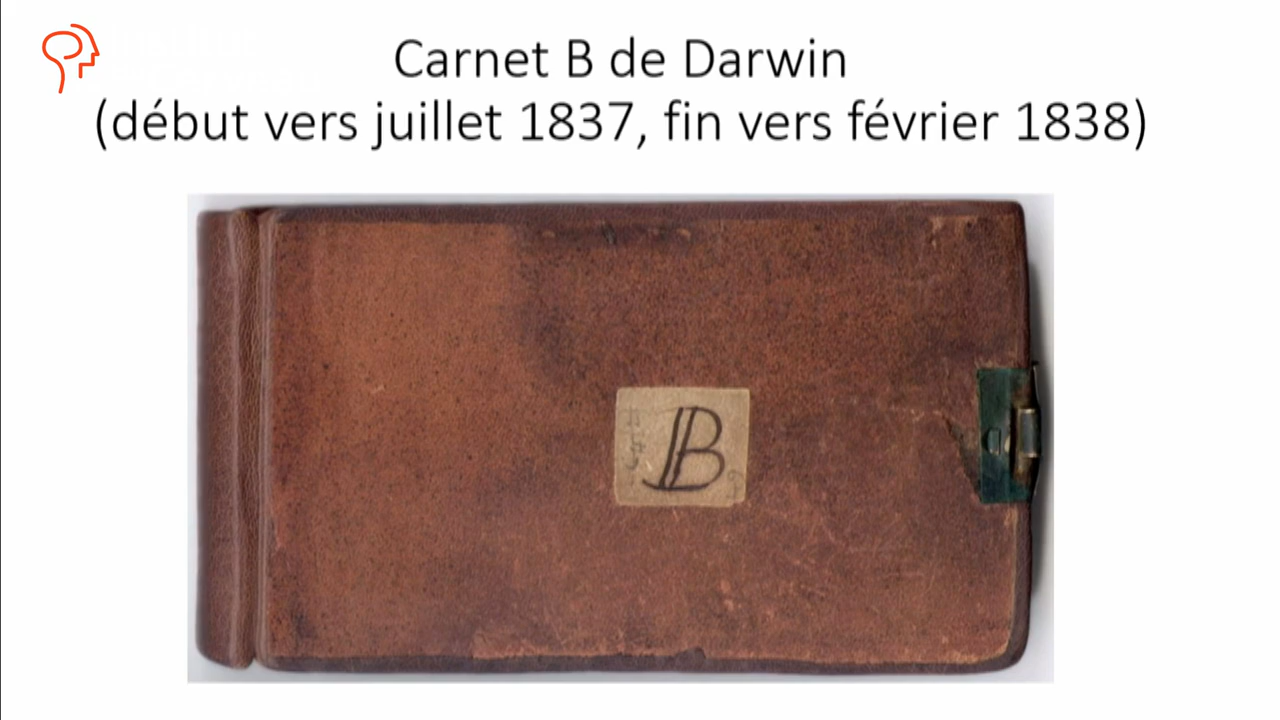 Carnet B de Darwin
(début vers juillet 1837, fin vers février 1838)
B